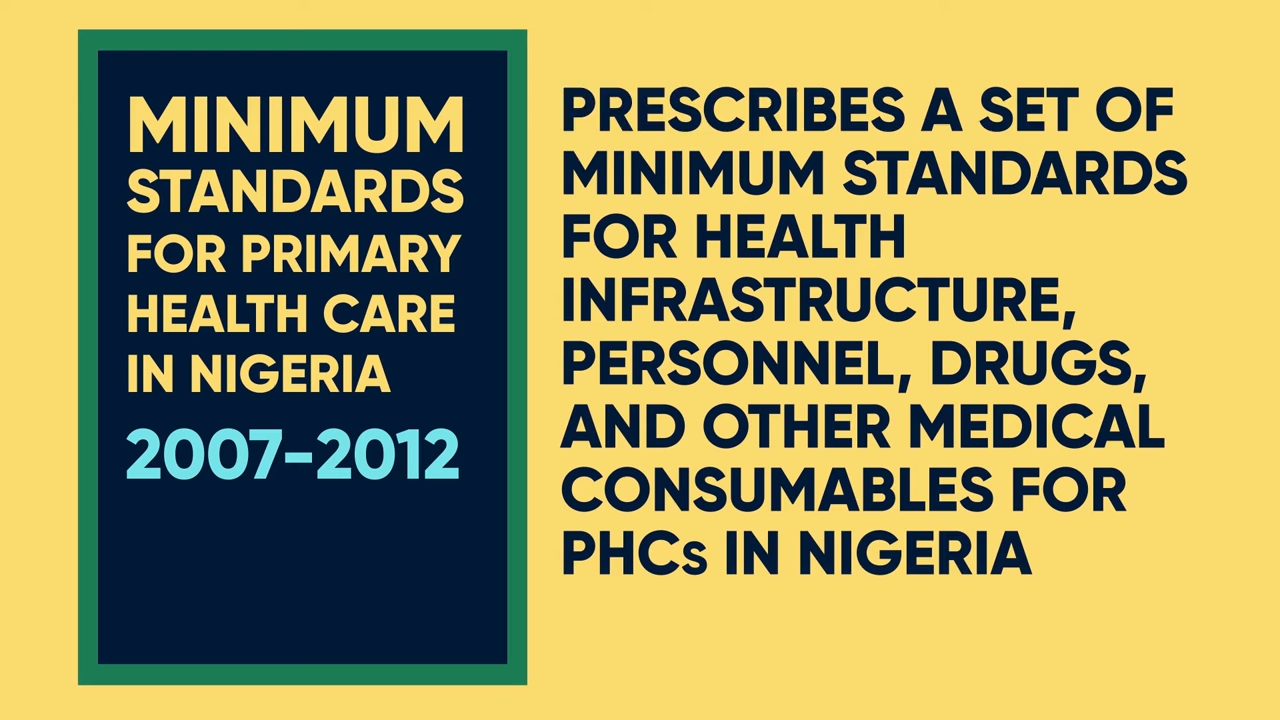 MINIMUM
STANDARDS
FOR PRIMARY
HEALTH CARE
IN NIGERIA
2007-2012
PRESCRIBES A SET OF
MINIMUM STANDARDS
FOR HEALTH
INFRASTRUCTURE,
PERSONNEL, DRUGS,
AND OTHER MEDICAL
CONSUMABLES FOR
PHCs IN NIGERIA